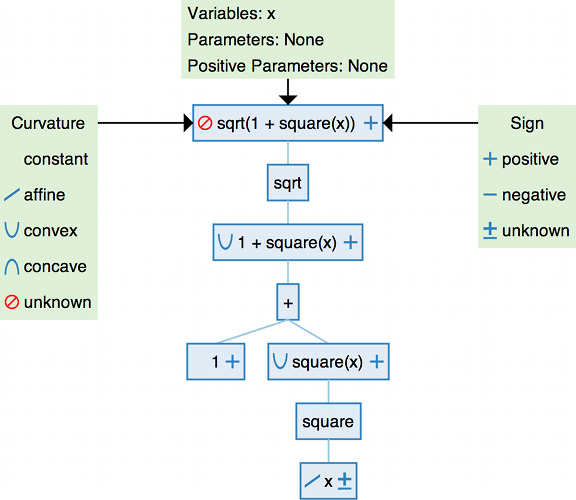 Variables: x
Parameters: None
Positive Parameters: None
Curvature
constant
affine
convex
concave
unknown
sqrt(1 + square(x)) +
Sign
+ positive
− negative
± unknown
sqrt
∪ 1 + square(x) +
+
1 +
∪ square(x) +
square
x ±